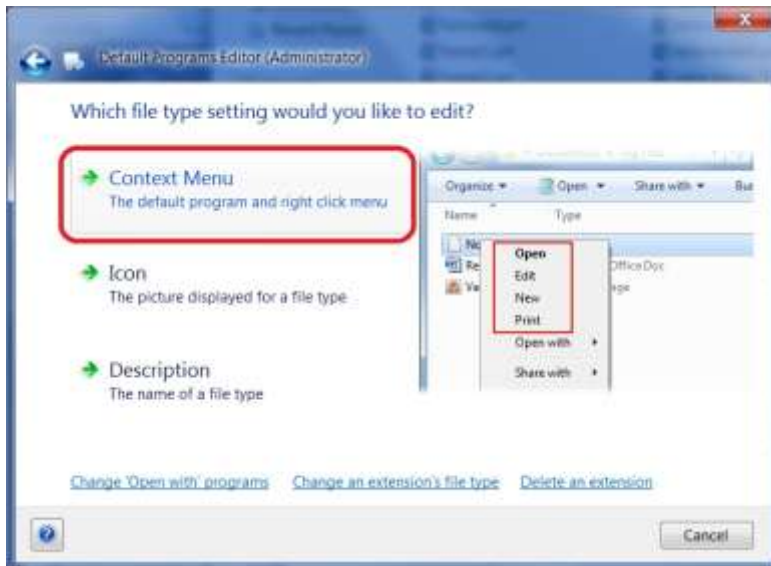 Default Programs Editor (Administrator)
Which file type setting would you like to edit?
Context Menu
The default program and right click menu
Icon
The picture displayed for a file type
Description
The name of a file type
Organize Open Share with
Name Type
Open
Edit
New
Print
Open with
Share with
Office Doc
Change 'Open with' programs Change an extension's file type Delete an extension
Cancel